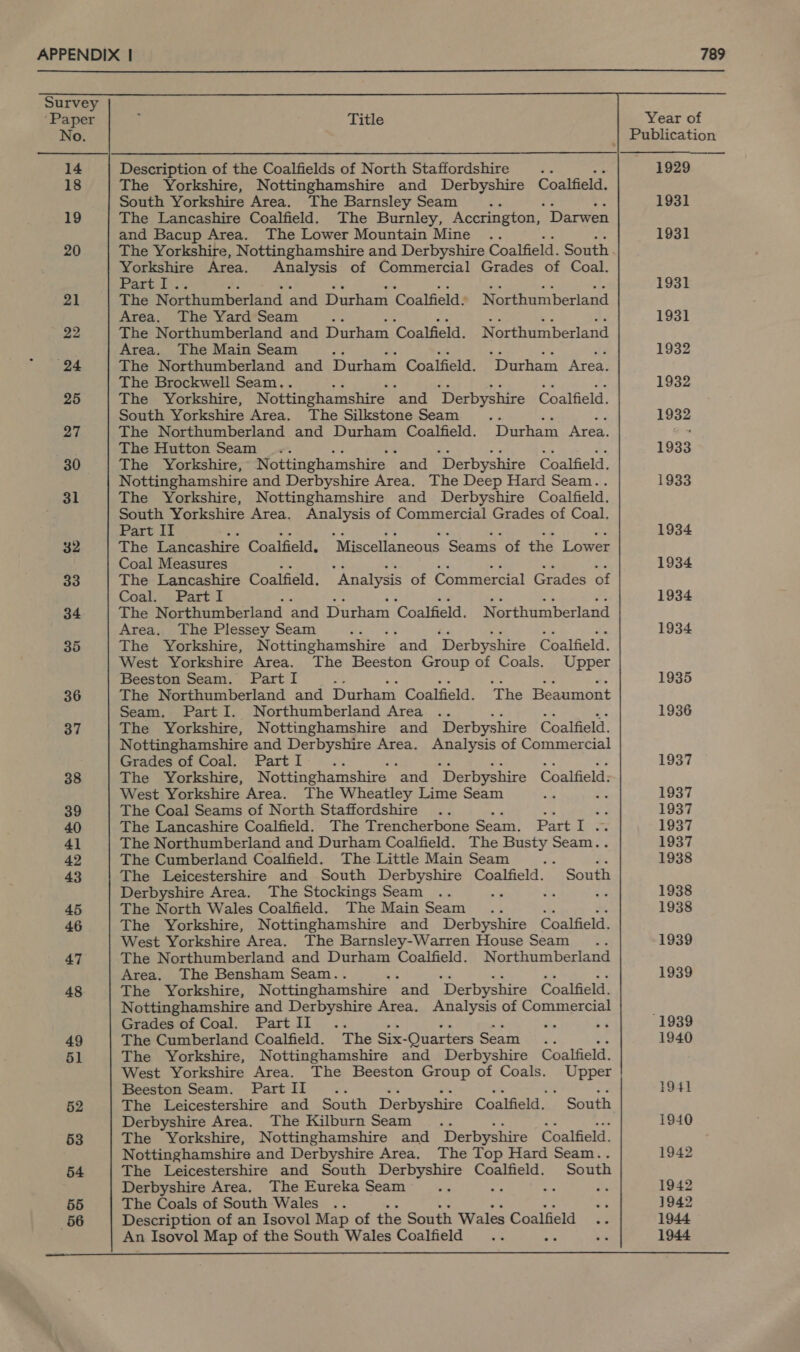 APPENDIX I 789
Survey Paper No. Title Year of Publication
14 Description of the Coalfields of North Staffordshire .. .. 1929
18 The Yorkshire, Nottinghamshire and Derbyshire Coalfield.
South Yorkshire Area. The Barnsley Seam .. .. .. 1931
19 The Lancashire Coalfield. The Burnley, Accrington, Darwen
and Bacup Area. The Lower Mountain Mine .. .. .. 1931
20 The Yorkshire, Nottinghamshire and Derbyshire Coalfield. South
Yorkshire Area. Analysis of Commercial Grades of Coal.
Part I .. .. .. .. .. .. .. 1931
21 The Northumberland and Durham Coalfield. Northumberland
Area. The Yard Seam .. .. .. .. .. 1931
22 The Northumberland and Durham Coalfield. Northumberland
Area. The Main Seam .. .. .. .. .. 1932
24 The Northumberland and Durham Coalfield. Durham Area.
The Brockwell Seam .. .. .. .. .. .. 1932
25 The Yorkshire, Nottinghamshire and Derbyshire Coalfield.
South Yorkshire Area. The Silkstone Seam .. .. .. 1932
27 The Northumberland and Durham Coalfield. Durham Area.
The Hutton Seam .. .. .. .. .. .. 1933
30 The Yorkshire, Nottinghamshire and Derbyshire Coalfield.
Nottinghamshire and Derbyshire Area. The Deep Hard Seam .. 1933
31 The Yorkshire, Nottinghamshire and Derbyshire Coalfield.
South Yorkshire Area. Analysis of Commercial Grades of Coal.
Part II .. .. .. .. .. .. .. 1934
32 The Lancashire Coalfield. Miscellaneous Seams of the Lower
Coal Measures .. .. .. .. .. .. 1934
33 The Lancashire Coalfield. Analysis of Commercial Grades of
Coal. Part I .. .. .. .. .. .. 1934
34 The Northumberland and Durham Coalfield. Northumberland
Area. The Plessey Seam .. .. .. .. .. 1934
35 The Yorkshire, Nottinghamshire and Derbyshire Coalfield.
West Yorkshire Area. The Beeston Group of Coals. Upper
Beeston Seam. Part I .. .. .. .. .. 1935
36 The Northumberland and Durham Coalfield. The Beaumont
Seam. Part I. Northumberland Area .. .. .. .. 1936
37 The Yorkshire, Nottinghamshire and Derbyshire Coalfield.
Nottinghamshire and Derbyshire Area. Analysis of Commercial
Grades of Coal. Part I .. .. .. .. .. 1937
38 The Yorkshire, Nottinghamshire and Derbyshire Coalfield.
West Yorkshire Area. The Wheatley Lime Seam .. .. 1937
39 The Coal Seams of North Staffordshire .. .. .. .. 1937
40 The Lancashire Coalfield. The Trencherbone Seam. Part I .. 1937
41 The Northumberland and Durham Coalfield. The Busty Seam .. 1937
42 The Cumberland Coalfield. The Little Main Seam .. .. 1938
43 The Leicestershire and South Derbyshire Coalfield. South
Derbyshire Area. The Stockings Seam .. .. .. .. 1938
45 The North Wales Coalfield. The Main Seam .. .. .. 1938
46 The Yorkshire, Nottinghamshire and Derbyshire Coalfield.
West Yorkshire Area. The Barnsley-Warren House Seam .. 1939
47 The Northumberland and Durham Coalfield. Northumberland
Area. The Bensham Seam .. .. .. .. .. 1939
48 The Yorkshire, Nottinghamshire and Derbyshire Coalfield.
Nottinghamshire and Derbyshire Area. Analysis of Commercial
Grades of Coal. Part II .. .. .. .. .. 1939
49 The Cumberland Coalfield. The Six-Quarters Seam .. .. 1940
51 The Yorkshire, Nottinghamshire and Derbyshire Coalfield.
West Yorkshire Area. The Beeston Group of Coals. Upper
Beeston Seam. Part II .. .. .. .. .. 1941
52 The Leicestershire and South Derbyshire Coalfield. South
Derbyshire Area. The Kilburn Seam .. .. .. .. 1940
53 The Yorkshire, Nottinghamshire and Derbyshire Coalfield.
Nottinghamshire and Derbyshire Area. The Top Hard Seam .. 1942
54 The Leicestershire and South Derbyshire Coalfield. South
Derbyshire Area. The Eureka Seam .. .. .. .. 1942
55 The Coals of South Wales .. .. .. .. .. 1942
56 Description of an Isovol Map of the South Wales Coalfield .. 1944
An Isovol Map of the South Wales Coalfield .. .. .. 1944